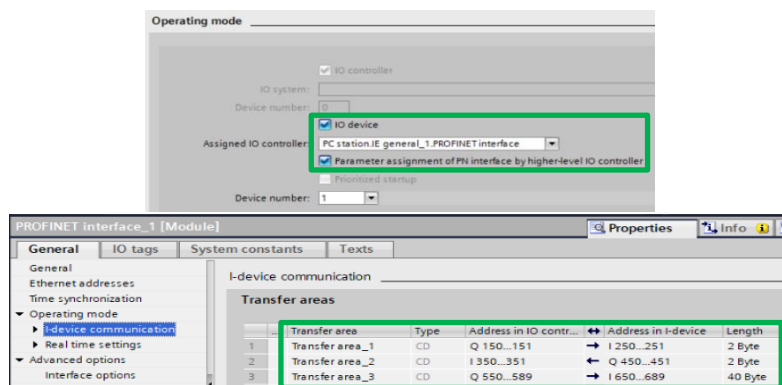 Operating mode
IO controller
IO system:
Device number: 0
IO device
Assigned IO controller: PC station.IE general_1.PROFINET interface
Parameter assignment of PN interface by higher-level IO controller
Prioritized startup
Device number: 1
PROFINET interface_1 [Module]
Properties
Info
General IO tags System constants Texts
General
Ethernet addresses
Time synchronization
Operating mode
I-device communication
Real time settings
Advanced options
Interface options
I-device communication
Transfer areas
... Transfer area Type Address in IO contr... ↔ Address in I-device Length
1 Transfer area_1 CD Q 150...151 → I 250...251 2 Byte
2 Transfer area_2 CD I 350...351 ← Q 450...451 2 Byte
3 Transfer area_3 CD Q 550...589 → I 650...689 40 Byte